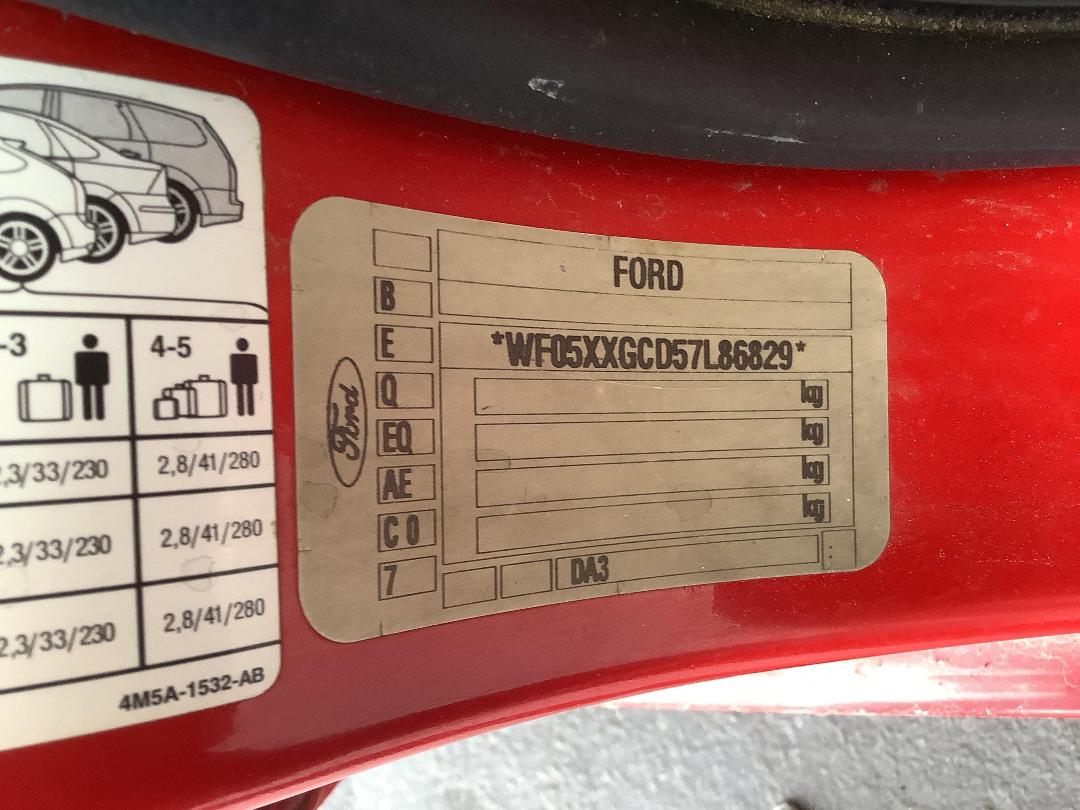 -3
4-5
,3/33/230
2,8/41/280
2,3/33/230
2,8/41/280
2,3/33/230
2,8/41/280
4M5A-1532-AB
Ford
FORD
B
E
*WF05XXGCD57L86829*
Q
kg
EQ
kg
AE
kg
C 0
kg
7
DA3